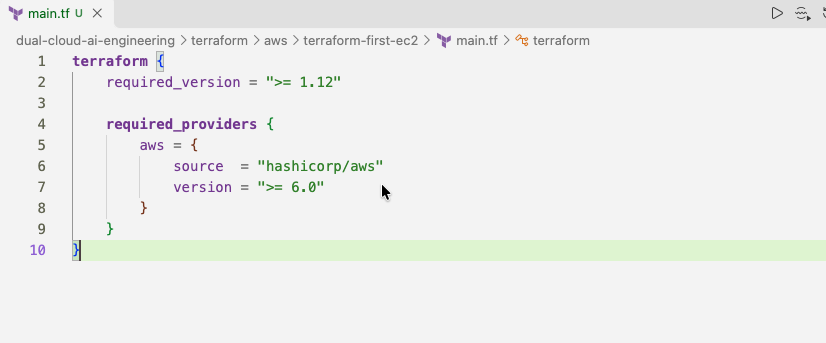 main.tf U ×
dual-cloud-ai-engineering > terraform > aws > terraform-first-ec2 > main.tf > terraform
1 terraform {
2     required_version = ">= 1.12"
3
4     required_providers {
5         aws = {
6             source  = "hashicorp/aws"
7             version = ">= 6.0"
8         }
9     }
10 }